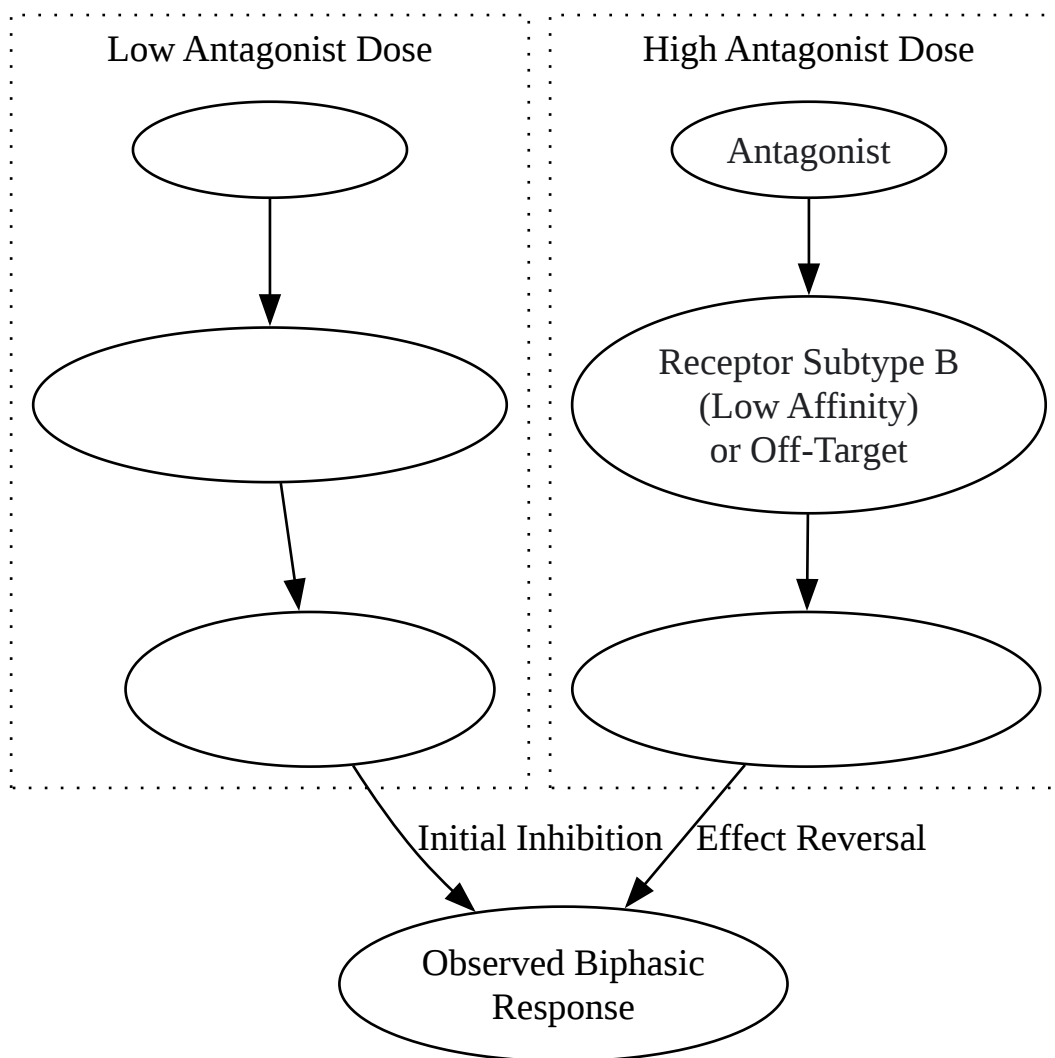 Low Antagonist Dose
High Antagonist Dose
Antagonist
Receptor Subtype B
(Low Affinity)
or Off-Target
Initial Inhibition
Effect Reversal
Observed Biphasic
Response